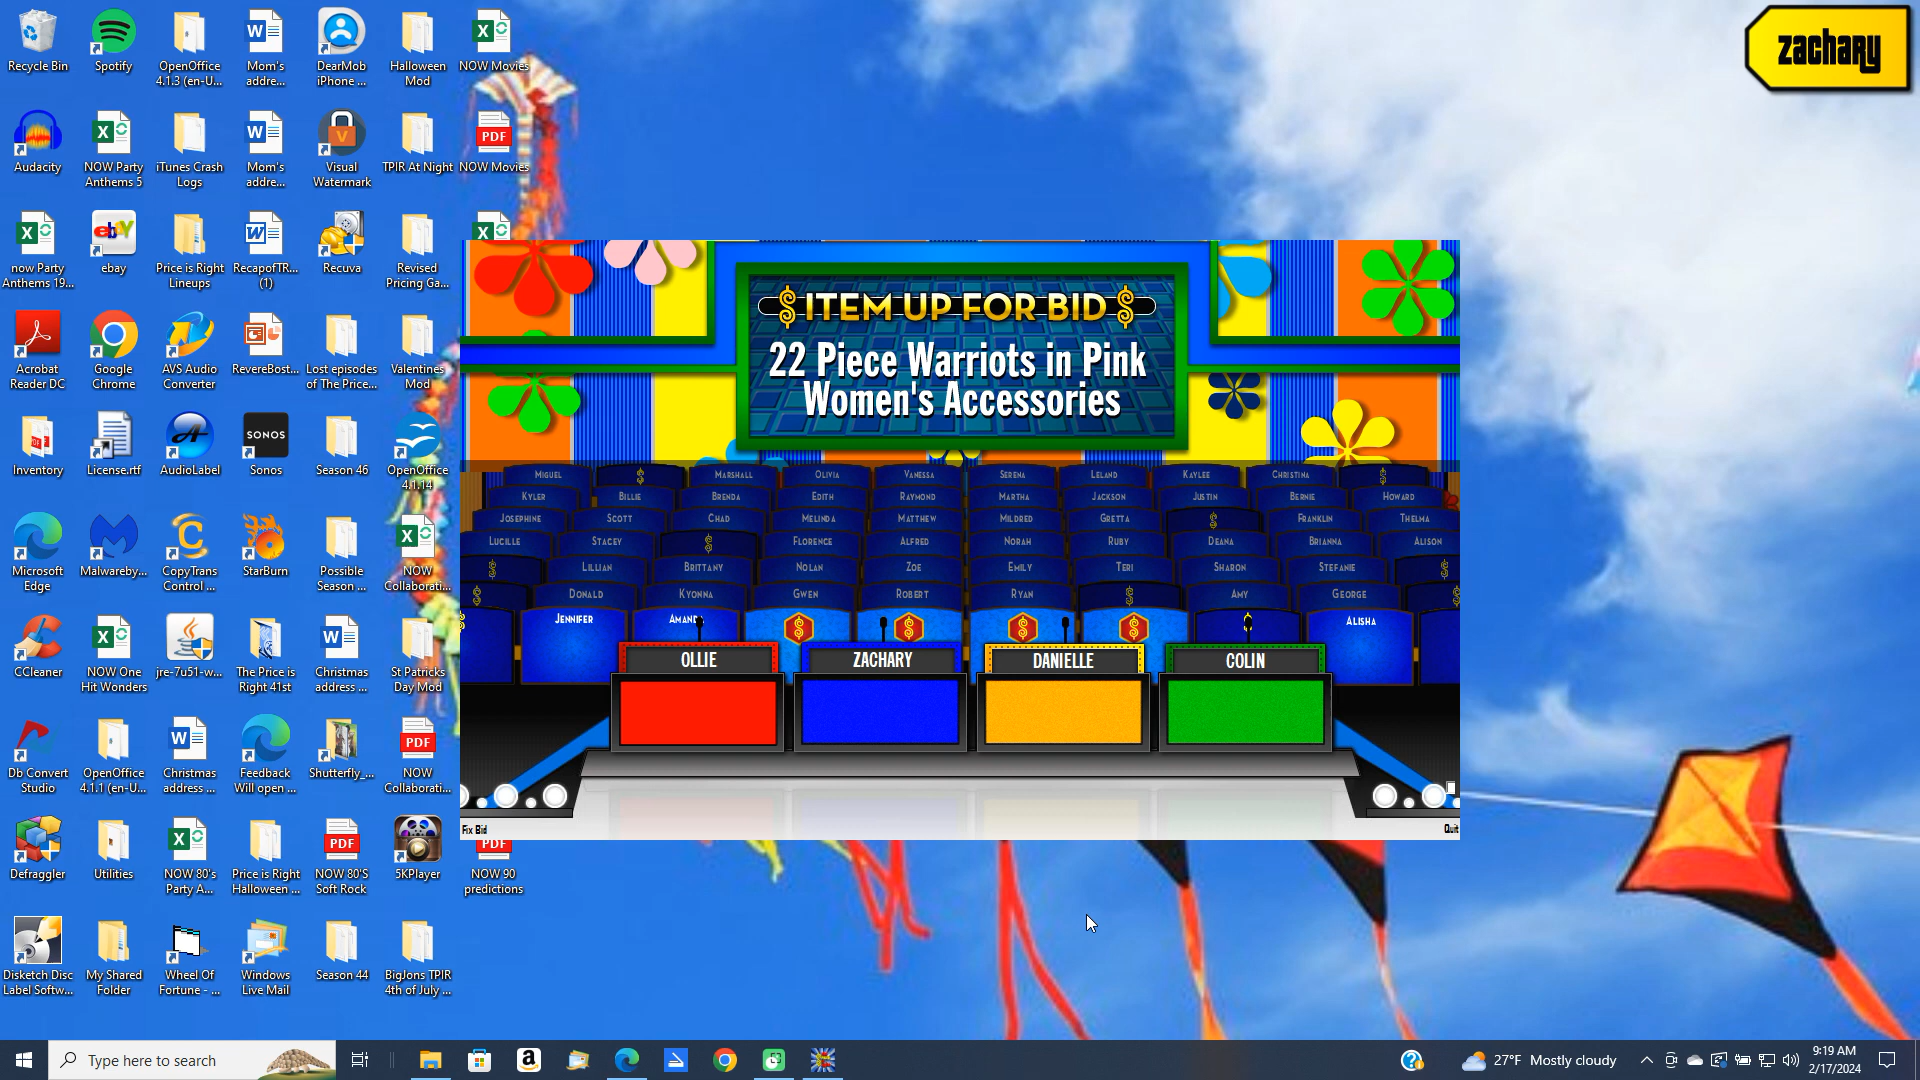 Recycle Bin
Spotify
OpenOffice
4.1.3 (en-U...
Mom's
addre...
DearMob
iPhone ...
Halloween
Mod
NOW Movies
zachary
Audacity
NOW Party
Anthems 5
iTunes Crash
Logs
Mom's
addre...
Visual
Watermark
TPIR At Night
PDF
NOW Movies
now Party
Anthems 19...
ebay
ebay
Price is Right
Lineups
RecapofTR...
(1)
Recuva
Revised
Pricing Ga...
$ITEM UP FOR BID$
22 Piece Warriots in Pink
Women's Accessories
Acrobat
Reader DC
Google
Chrome
AVS Audio
Converter
RevereBost...
Lost episodes
of The Price...
Valentines
Mod
Inventory
License.rtf
AudioLabel
SONOS
Sonos
Season 46
OpenOffice
4.1.14
Microsoft
Edge
Malwareby...
CopyTrans
Control ...
StarBurn
Possible
Season ...
NOW
Collaborati...
CCleaner
NOW One
Hit Wonders
jre-7u51-w...
The Price is
Right 41st
Christmas
address ...
St Patricks
Day Mod
Db Convert
Studio
OpenOffice
4.1.1 (en-U...
Christmas
address ...
Feedback
Will open ...
Shutterfly_...
PDF
NOW
Collaborati...
Defraggler
Utilities
NOW 80's
Party A...
Price is Right
Halloween ...
PDF
NOW 80'S
Soft Rock
5KPlayer
PDF
NOW 90
predictions
Disketch Disc
Label Softw...
My Shared
Folder
Wheel Of
Fortune - ...
Windows
Live Mail
Season 44
BigJons TPIR
4th of July ...
MIGUEL $ MARSHALL OLIVIA VANESSA SERENA LELAND KAYLEE CHRISTINA $
KYLER BILLIE BRENDA EDITH RAYMOND MARTHA JACKSON JUSTIN BERNIE HOWARD
JOSEPHINE SCOTT CHAD MELINDA MATTHEW MILDRED GRETTA $ FRANKLIN THELMA
LUCILLE STACEY $ FLORENCE ALFRED NORAH RUBY DEANA BRIANNA ALISON
$ LILLIAN BRITTANY NOLAN ZOE EMILY TERI SHARON STEFANIE $
$ DONALD KYONNA GWEN ROBERT RYAN $ AMY GEORGE $
$ JENNIFER AMANDA $ $ $ $ $ ALISHA
OLLIE ZACHARY DANIELLE COLIN
Fix Bid
Quit
Type here to search
27°F Mostly cloudy
9:19 AM
2/17/2024